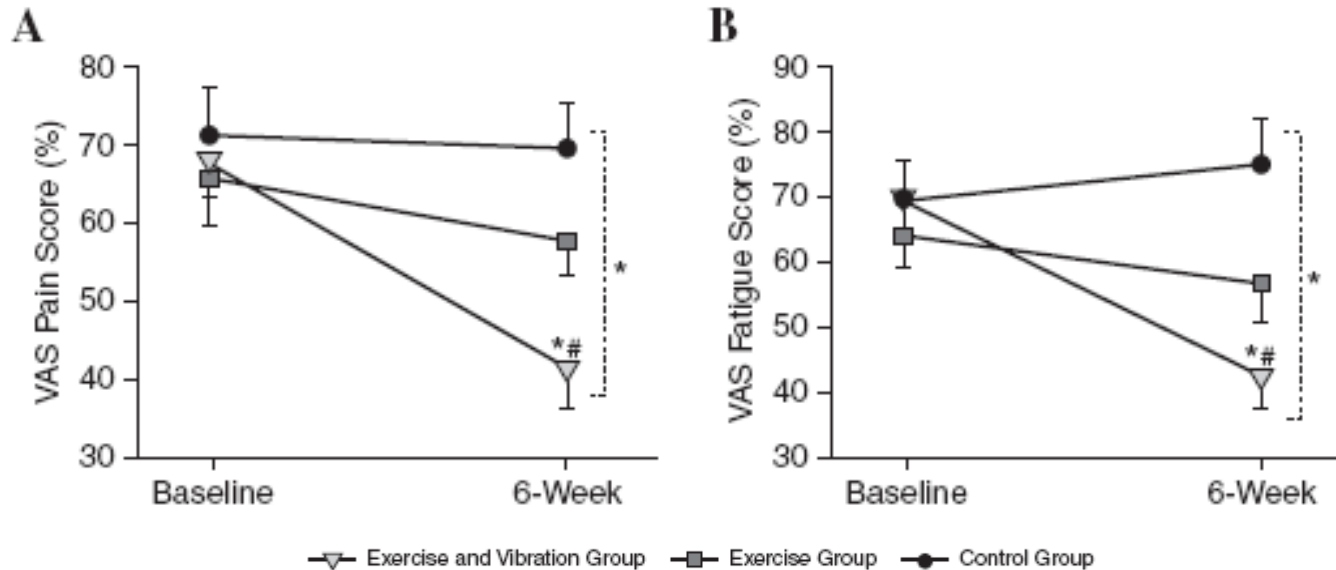 A
VAS Pain Score (%)
80
70
60
50
40
30
*#
*
Baseline
6-Week
B
VAS Fatigue Score (%)
90
80
70
60
50
40
30
*#
*
Baseline
6-Week
Exercise and Vibration Group
Exercise Group
Control Group